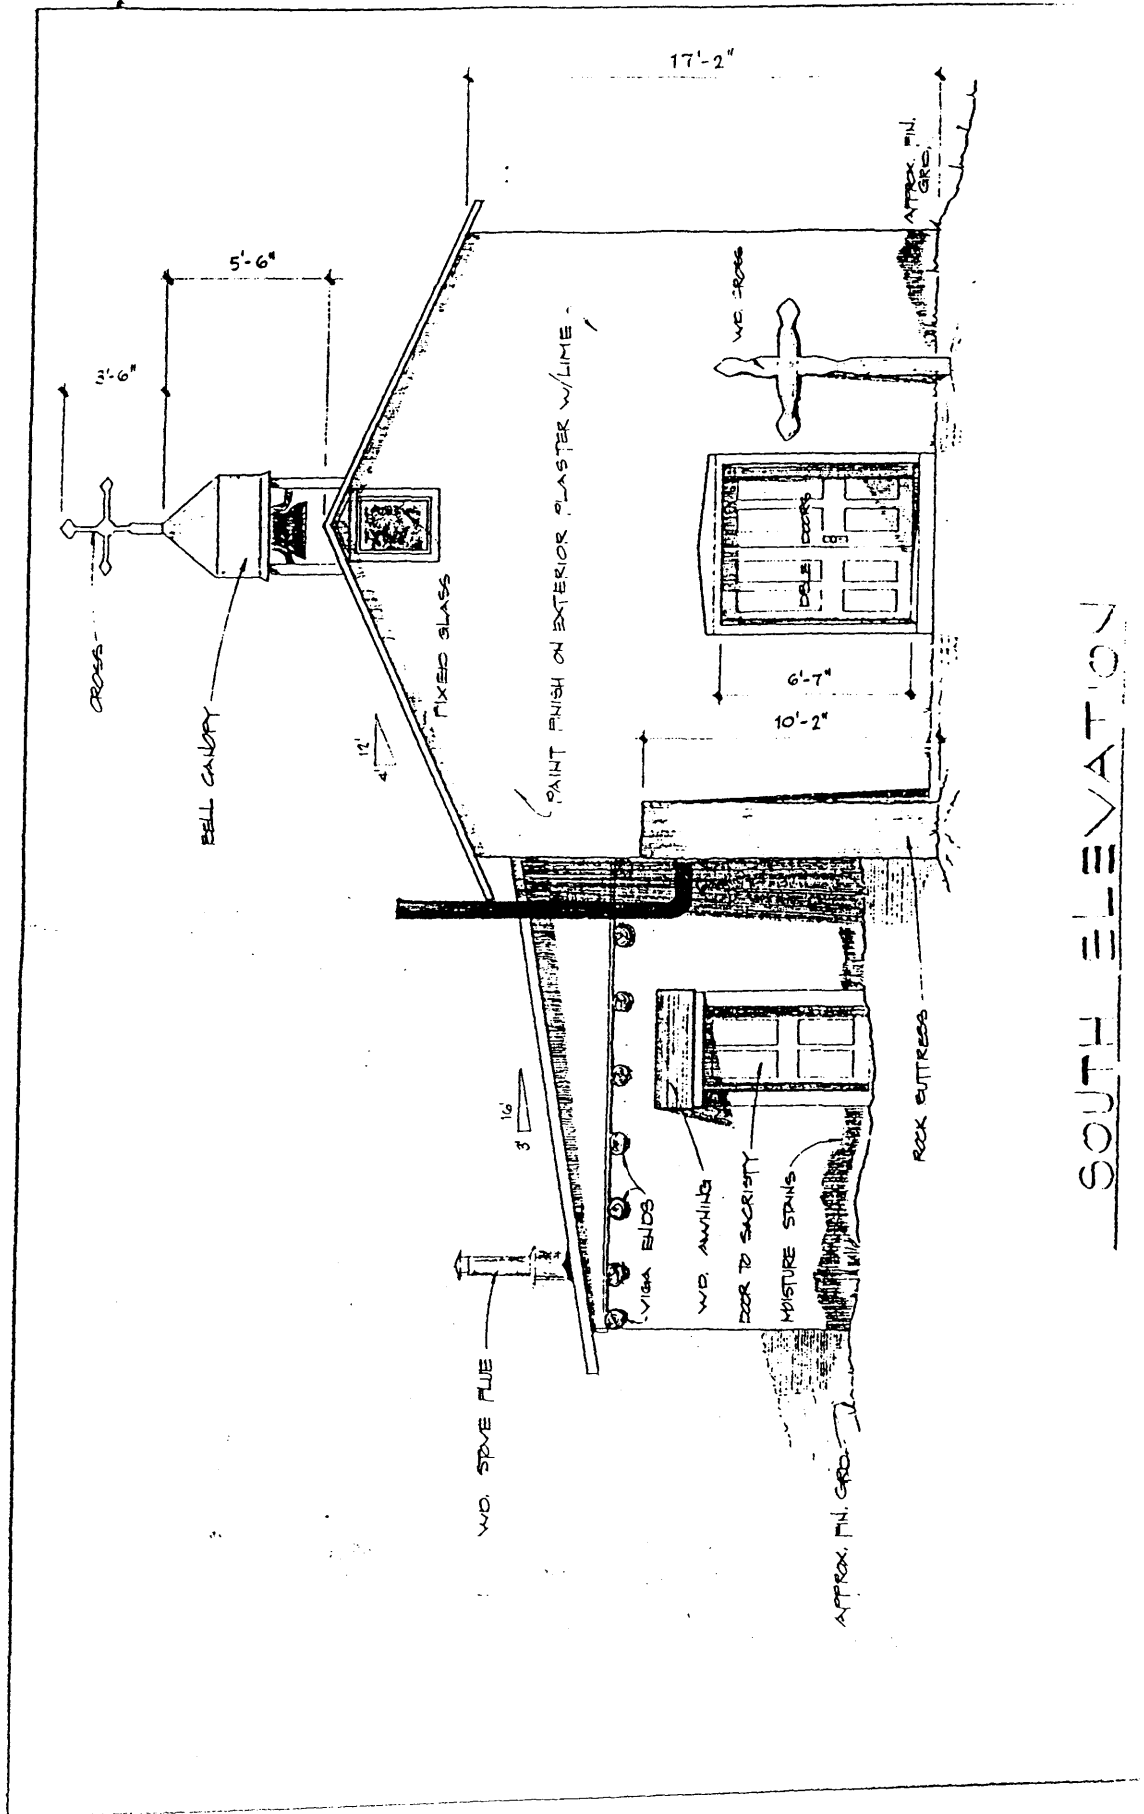 CROSS
3'-6"
5'-6"
17'-2"
BELL CANOPY
12'
4'
FIXED GLASS
PAINT FINISH ON EXTERIOR PLASTER W/LIME
WD. CROSS
APPROX. FIN.
GRD.
DBLE DOORS
6'-7"
10'-2"
WD. STOVE FLUE
16'
3'
VIGA ENDS
WD. AWNING
DOOR TO SACRISTY
MOISTURE STAINS
APPROX. FIN. GRD.
ROCK BUTTRESS
SOUTH ELEVATION